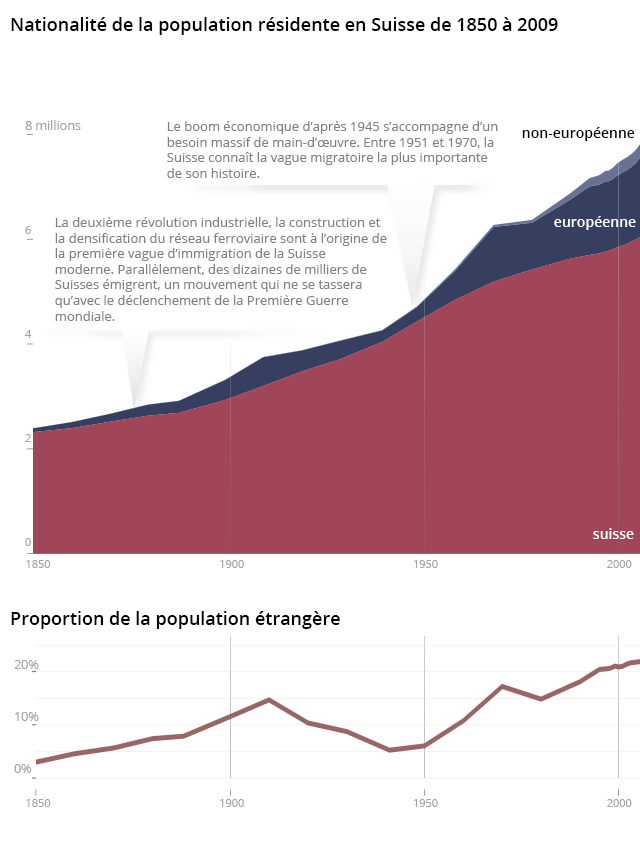 Nationalité de la population résidente en Suisse de 1850 à 2009
8 millions
Le boom économique d'après 1945 s'accompagne d'un
besoin massif de main-d'œuvre. Entre 1951 et 1970, la
Suisse connaît la vague migratoire la plus importante
de son histoire.
non-européenne
européenne
6
La deuxième révolution industrielle, la construction et
la densification du réseau ferroviaire sont à l'origine de
la première vague d'immigration de la Suisse
moderne. Parallèlement, des dizaines de milliers de
Suisses émigrent, un mouvement qui ne se tassera
qu'avec le déclenchement de la Première Guerre
mondiale.
4
2
0
suisse
1850 1900 1950 2000
Proportion de la population étrangère
20%
10%
0%
1850 1900 1950 2000